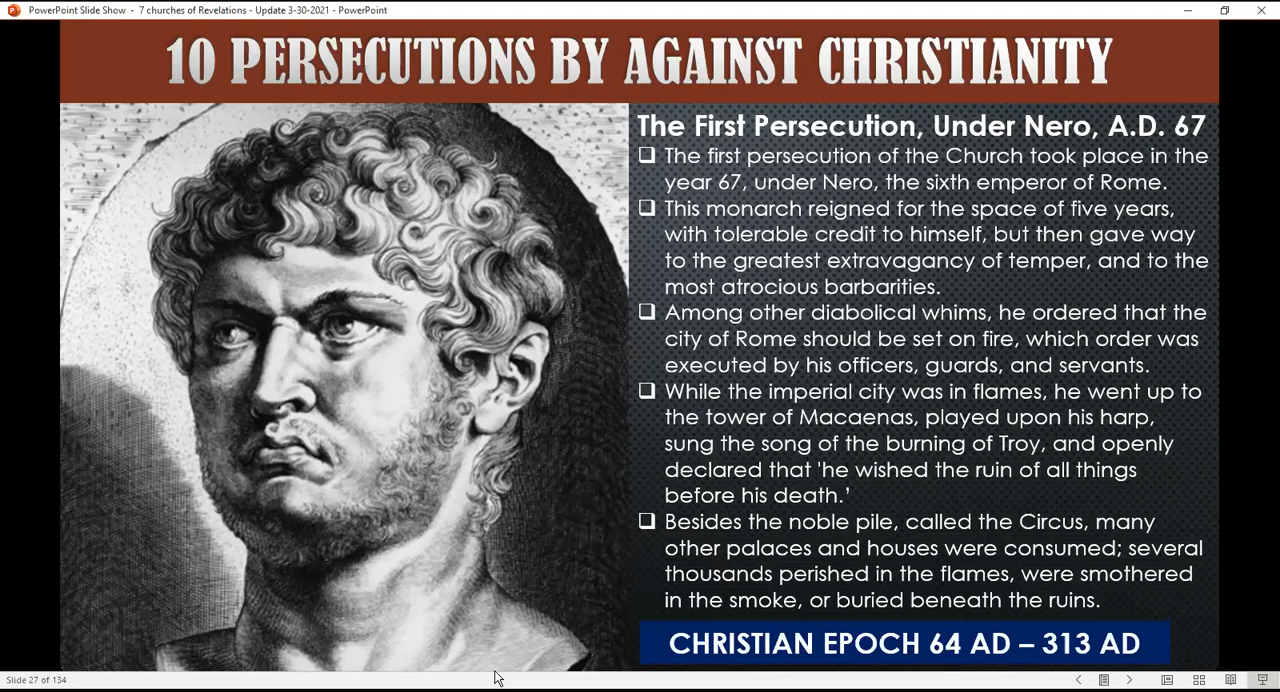 PowerPoint Slide Show - 7 churches of Revelations - Update 3-30-2021 - PowerPoint
10 PERSECUTIONS BY AGAINST CHRISTIANITY
The First Persecution, Under Nero, A.D. 67
The first persecution of the Church took place in the
year 67, under Nero, the sixth emperor of Rome.
This monarch reigned for the space of five years,
with tolerable credit to himself, but then gave way
to the greatest extravagancy of temper, and to the
most atrocious barbarities.
Among other diabolical whims, he ordered that the
city of Rome should be set on fire, which order was
executed by his officers, guards, and servants.
While the imperial city was in flames, he went up to
the tower of Macaenas, played upon his harp,
sung the song of the burning of Troy, and openly
declared that 'he wished the ruin of all things
before his death.’
Besides the noble pile, called the Circus, many
other palaces and houses were consumed; several
thousands perished in the flames, were smothered
in the smoke, or buried beneath the ruins.
CHRISTIAN EPOCH 64 AD – 313 AD
Slide 27 of 134